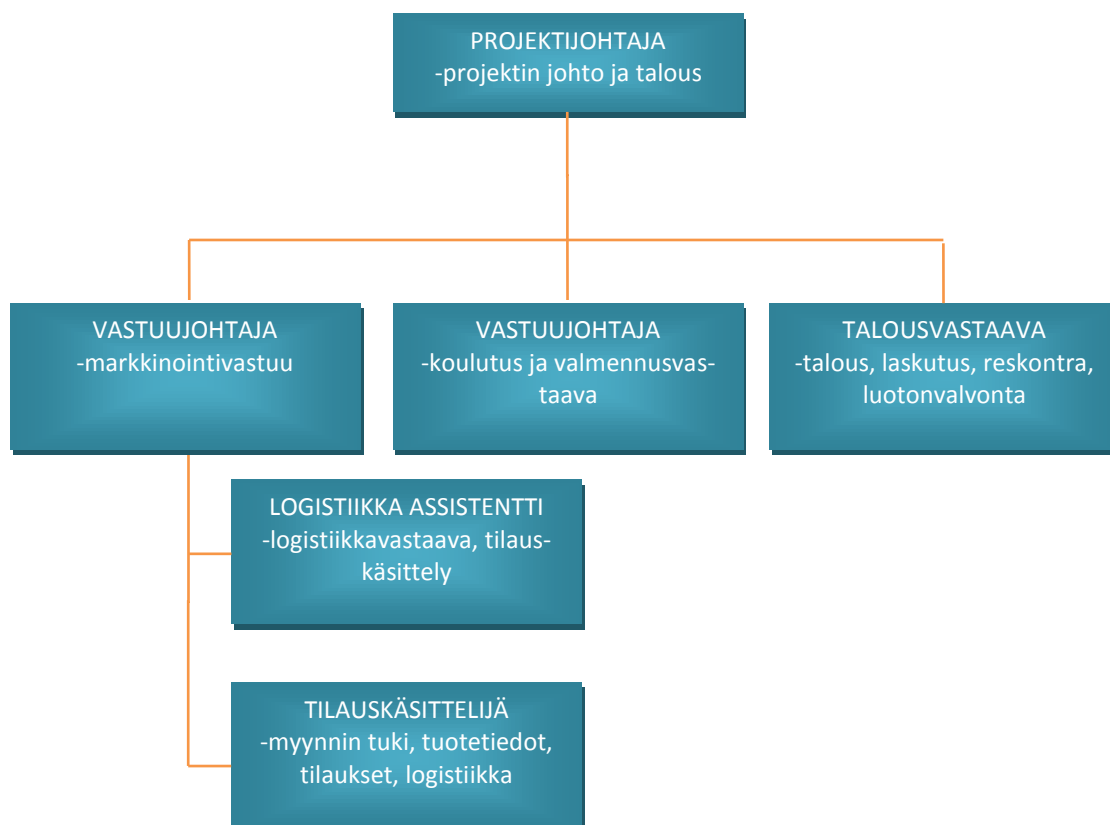 PROJEKTIJOHTAJA
-projektin johto ja talous
VASTUUJOHTAJA
-markkinointivastuu
VASTUUJOHTAJA
-koulutus ja valmennusvas-
taava
TALOUSVASTAAVA
-talous, laskutus, reskontra,
luotonvalvonta
LOGISTIIKKA ASSISTENTTI
-logistiikkavastaava, tilaus-
käsittely
TILAUSKÄSITTELIJÄ
-myynnin tuki, tuotetiedot,
tilaukset, logistiikka